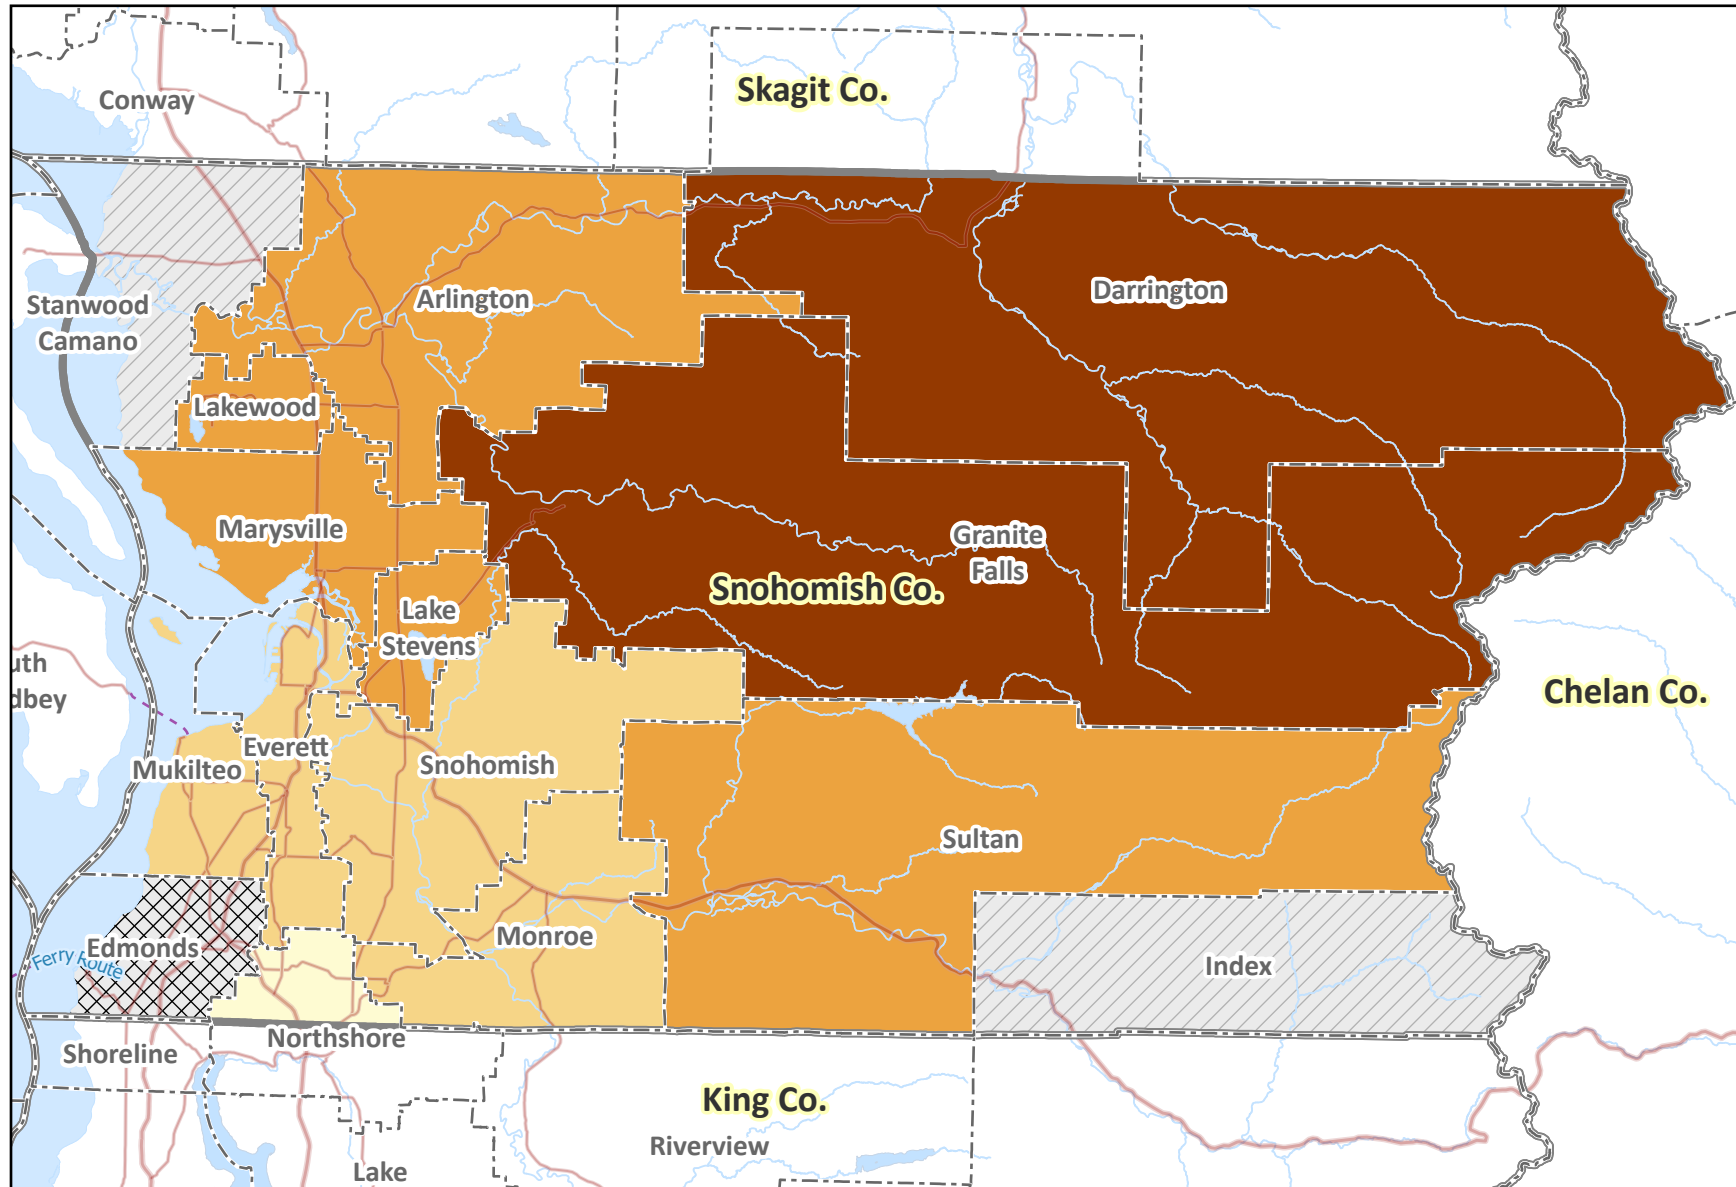 Skagit Co.
Conway
Darrington
Stanwood
Camano
Arlington
Lakewood
Marysville
Granite
Falls
Snohomish Co.
Lake
Stevens
uth
dbey
Chelan Co.
Everett
Mukilteo
Snohomish
Sultan
Edmonds
Ferry Route
Monroe
Index
Northshore
Shoreline
King Co.
Riverview
Lake